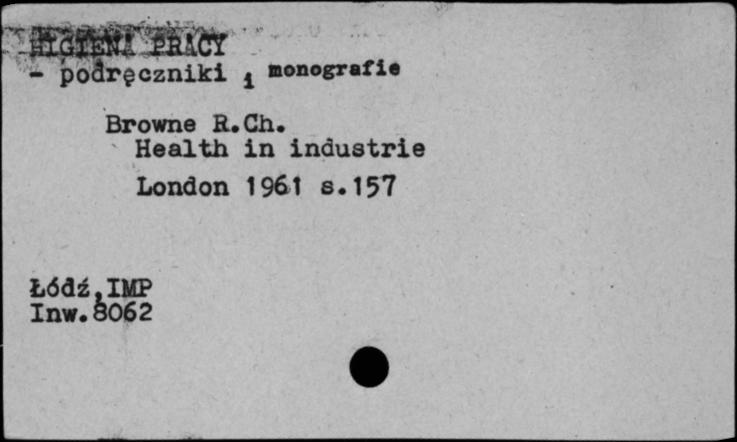 HIGIENA PRACY
- podręczniki i monografie
Browne R.Ch.
Health in industrie
London 1961 s.157
Łódź,IMP
Inw.8062